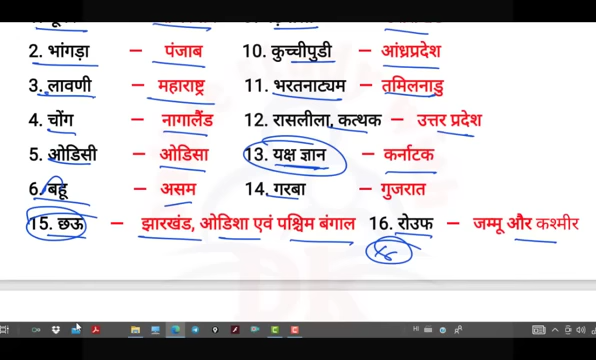 2. भांगड़ा – पंजाब 10. कुच्चीपुडी – आंध्रप्रदेश
3. लावणी – महाराष्ट्र 11. भरतनाट्यम – तमिलनाडु
4. चोंग – नागालैंड 12. रासलीला, कत्थक – उत्तर प्रदेश
5. ओडिसी – ओडिसा 13. यक्ष ज्ञान – कर्नाटक
6. बहू – असम 14. गरबा – गुजरात
15. छऊ – झारखंड, ओडिशा एवं पश्चिम बंगाल 16. रोउफ – जम्मू और कश्मीर